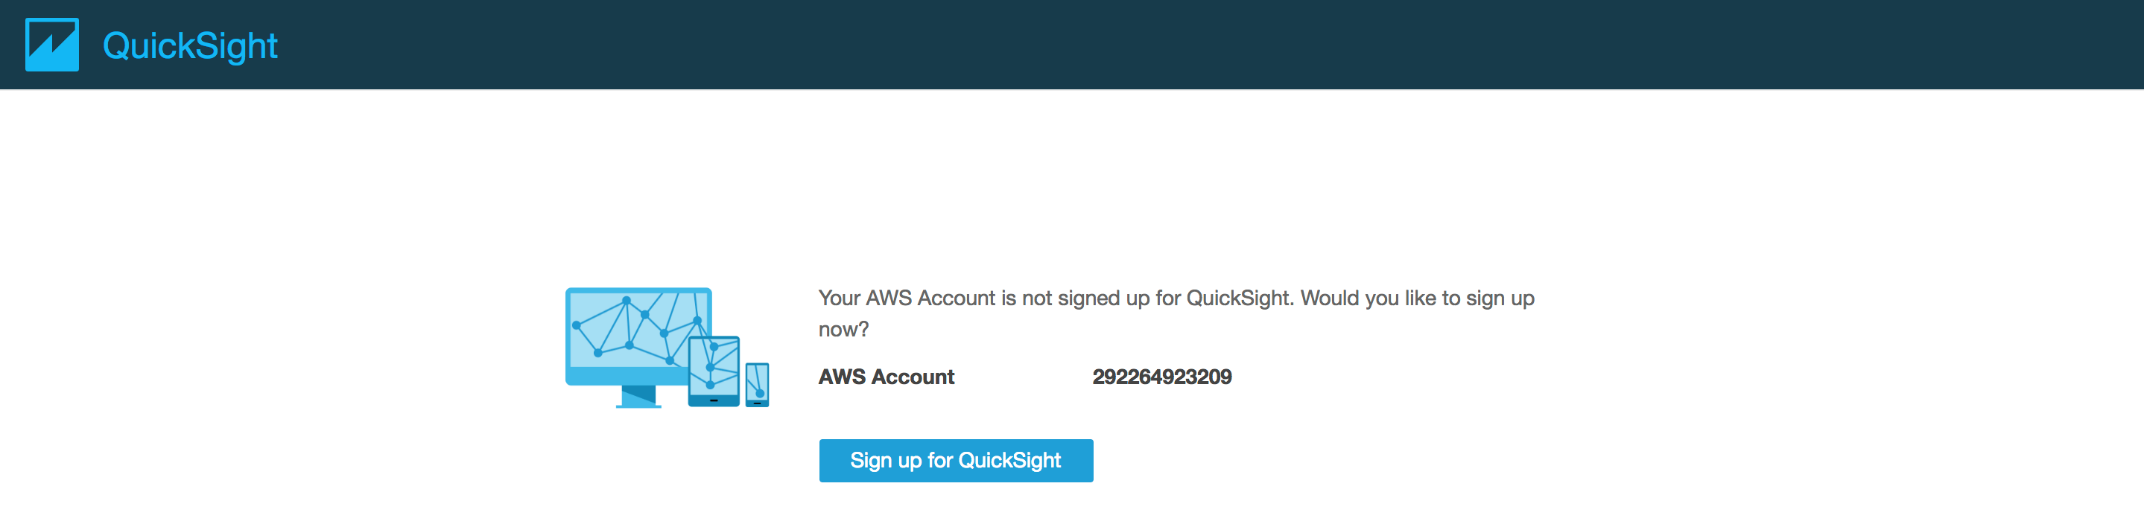 QuickSight
Your AWS Account is not signed up for QuickSight. Would you like to sign up
now?
AWS Account 292264923209
Sign up for QuickSight